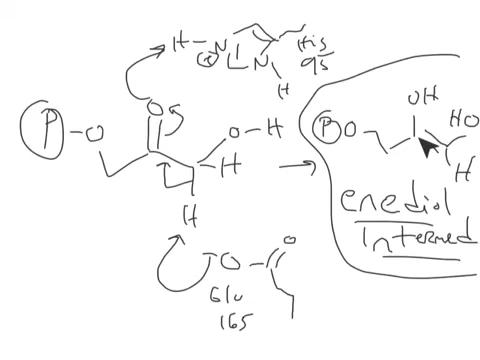 H-N
⊕
His
95
N
H
P-O
O
O-H
H
H
OH
P O
HO
H
enediol
Intermed
O
O
Glu
165